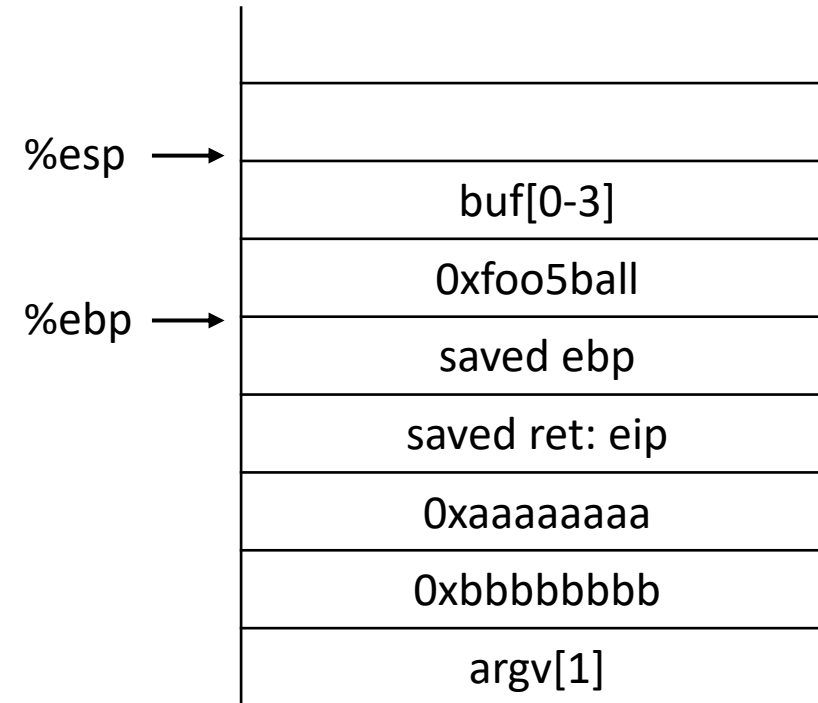 %esp
buf[0-3]
0xfoo5ball
%ebp
saved ebp
saved ret: eip
0xaaaaaaaa
0xbbbbbbbb
argv[1]